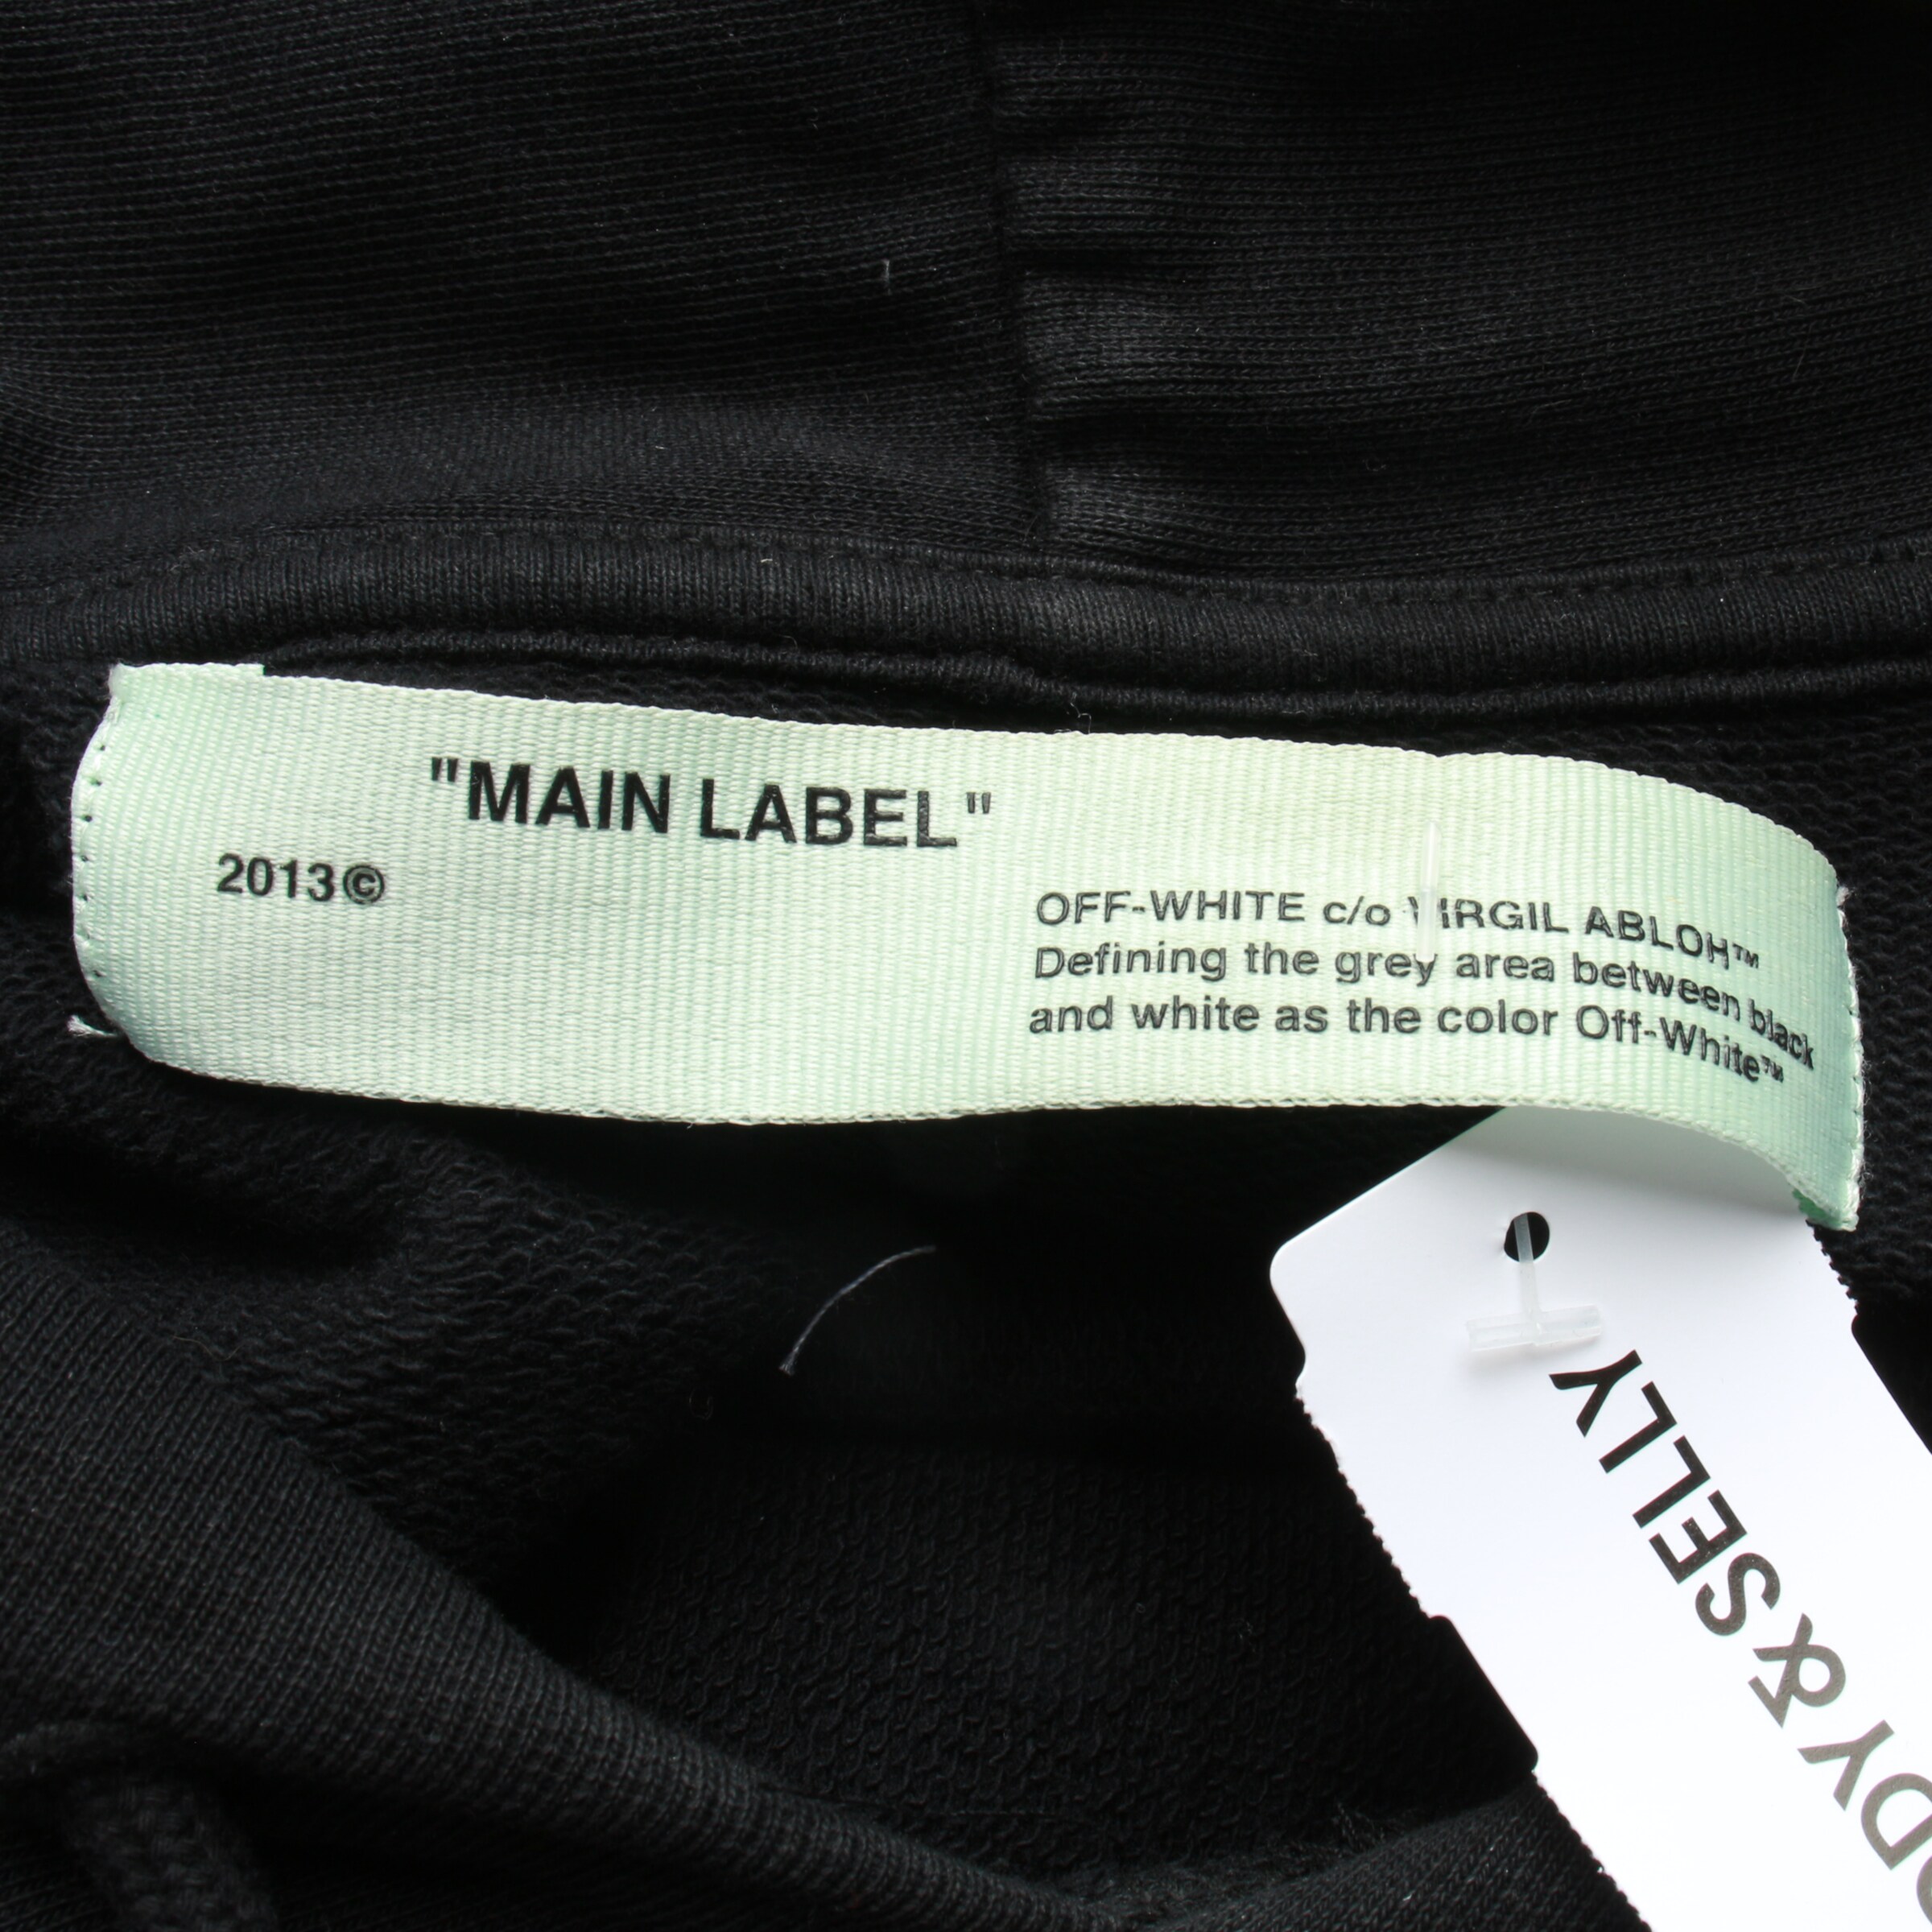 "MAIN LABEL"
2013©
OFF-WHITE c/o VIRGIL ABLOH™
Defining the grey area between black
and white as the color Off-White™
&SELLY